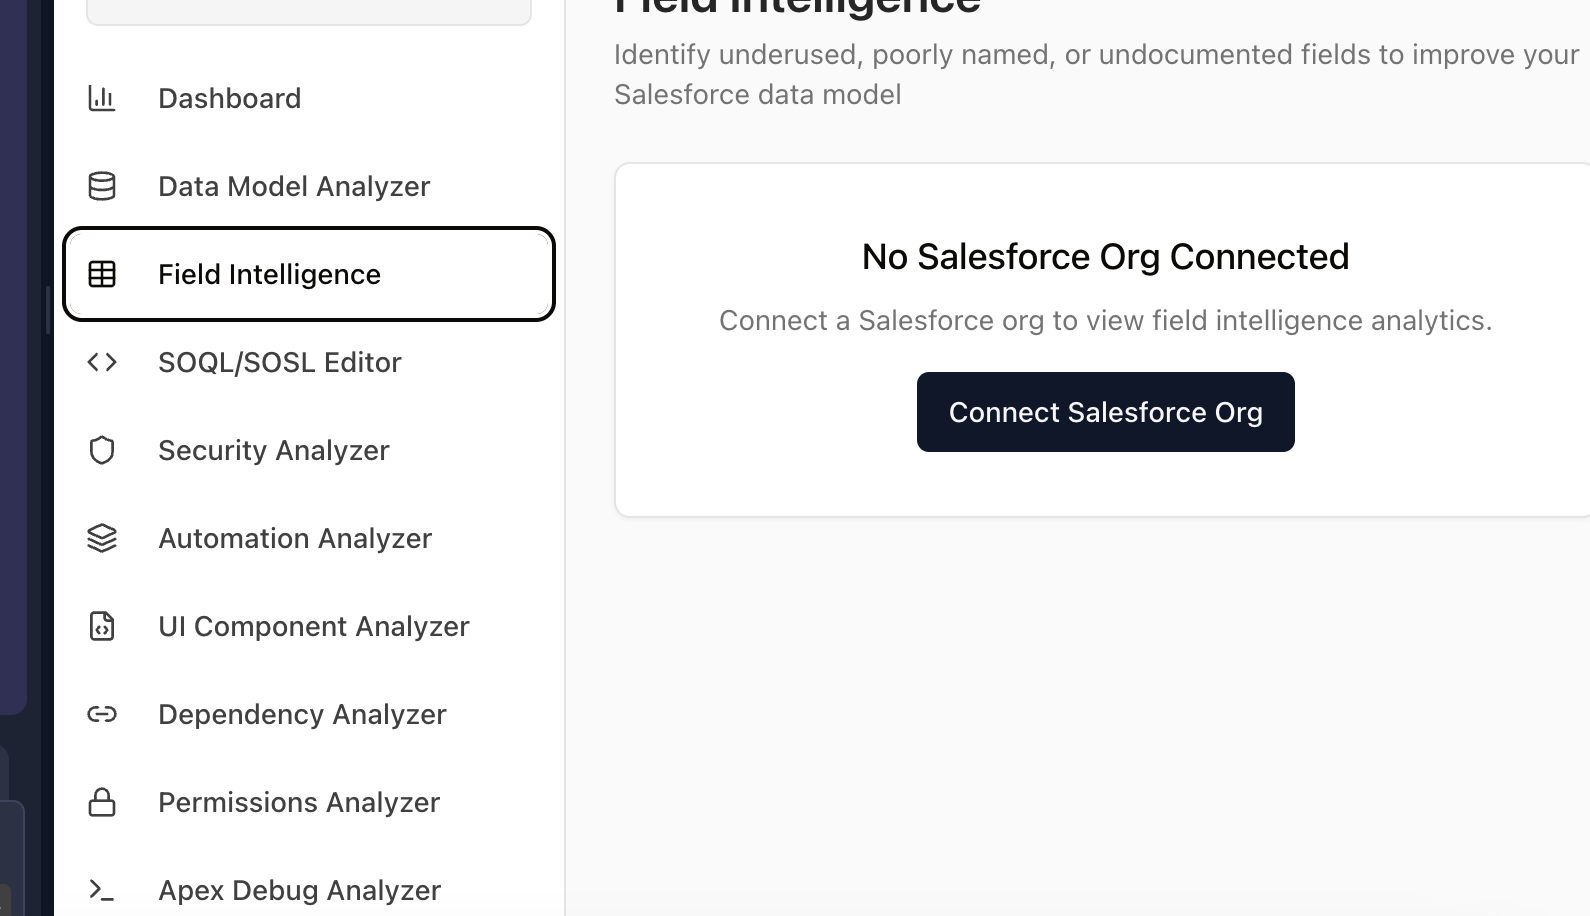 Field Intelligence
Identify underused, poorly named, or undocumented fields to improve your
Salesforce data model
Dashboard
Data Model Analyzer
Field Intelligence
SOQL/SOSL Editor
Security Analyzer
Automation Analyzer
UI Component Analyzer
Dependency Analyzer
Permissions Analyzer
Apex Debug Analyzer
No Salesforce Org Connected
Connect a Salesforce org to view field intelligence analytics.
Connect Salesforce Org